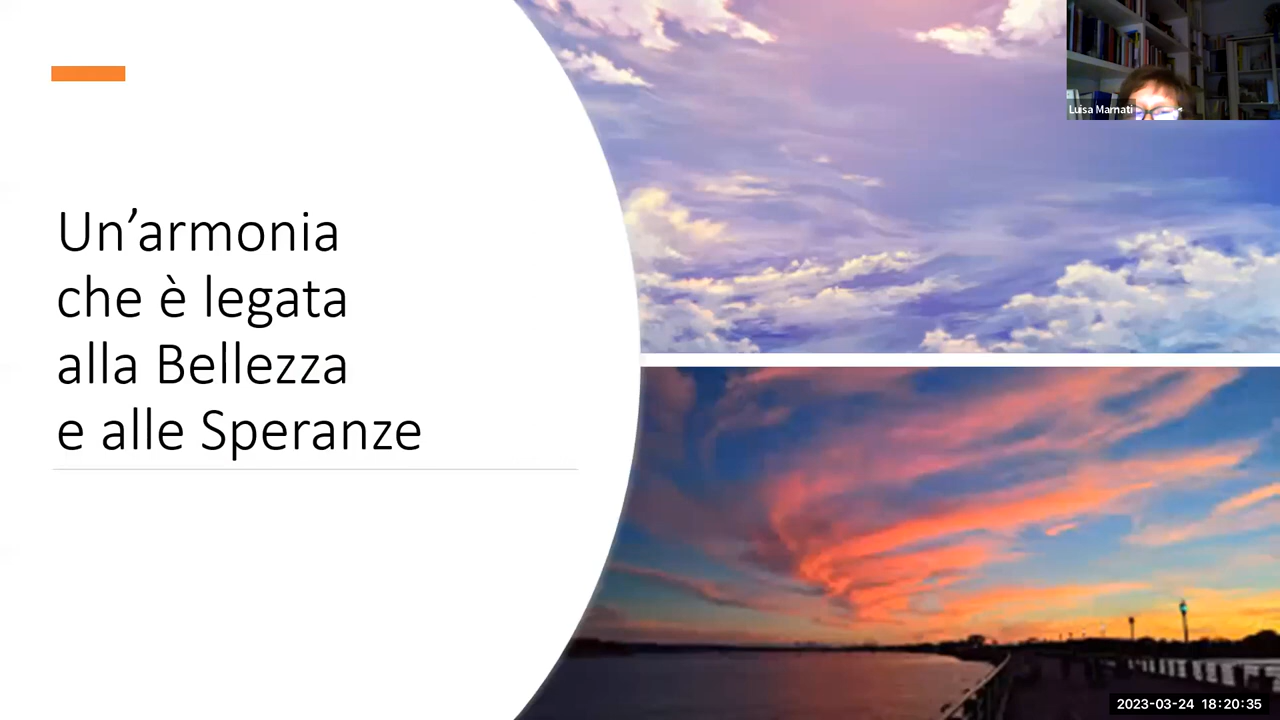 Un’armonia
che è legata
alla Bellezza
e alle Speranze
Luisa Marnati
2023-03-24 18:20:35